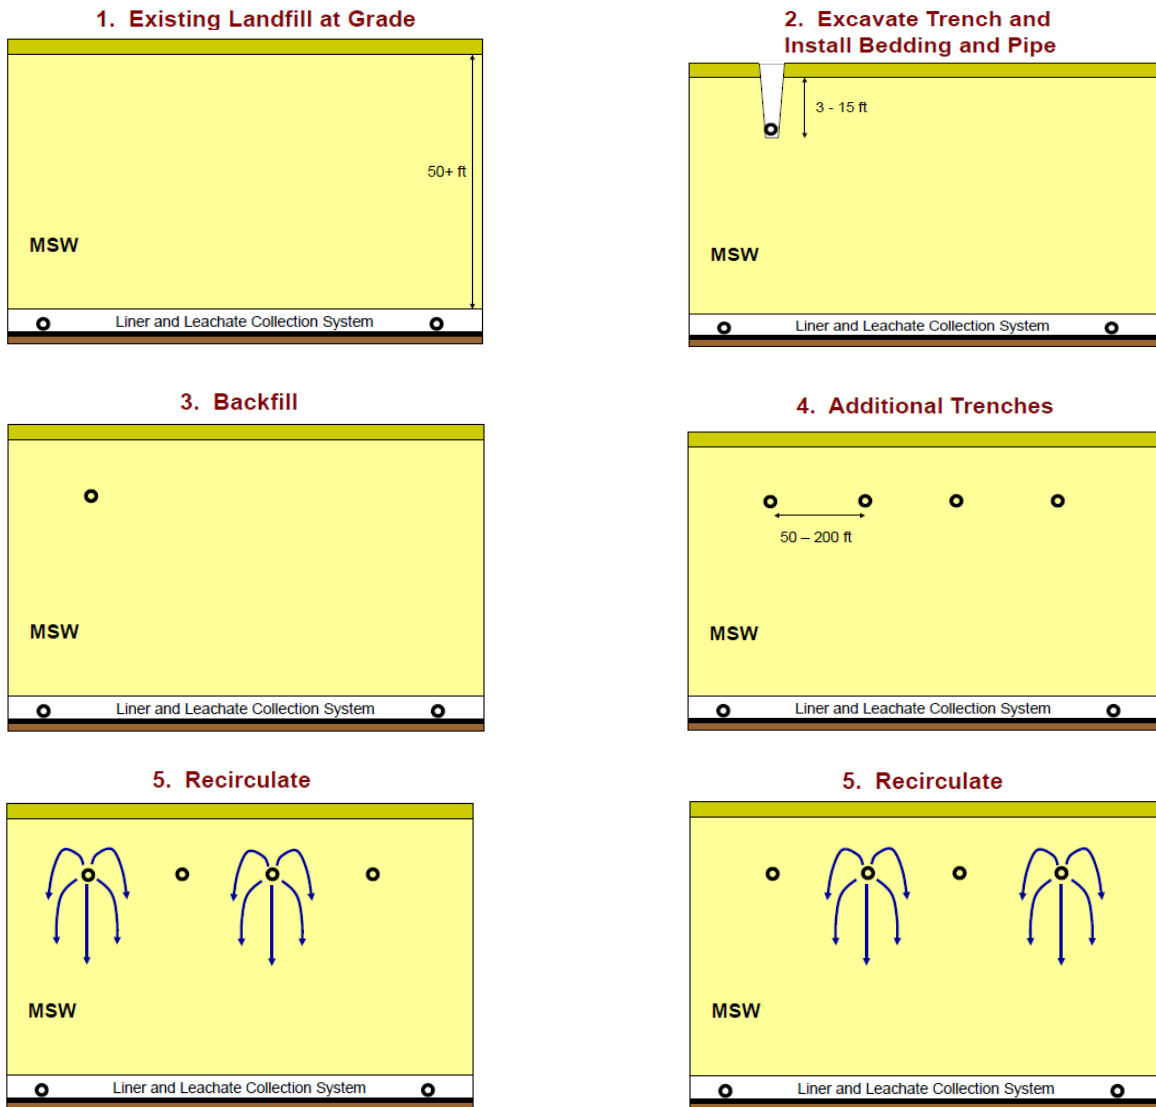 1. Existing Landfill at Grade
50+ ft
MSW
Liner and Leachate Collection System
2. Excavate Trench and
Install Bedding and Pipe
3 - 15 ft
MSW
Liner and Leachate Collection System
3. Backfill
MSW
Liner and Leachate Collection System
4. Additional Trenches
50 – 200 ft
MSW
Liner and Leachate Collection System
5. Recirculate
MSW
Liner and Leachate Collection System
5. Recirculate
MSW
Liner and Leachate Collection System